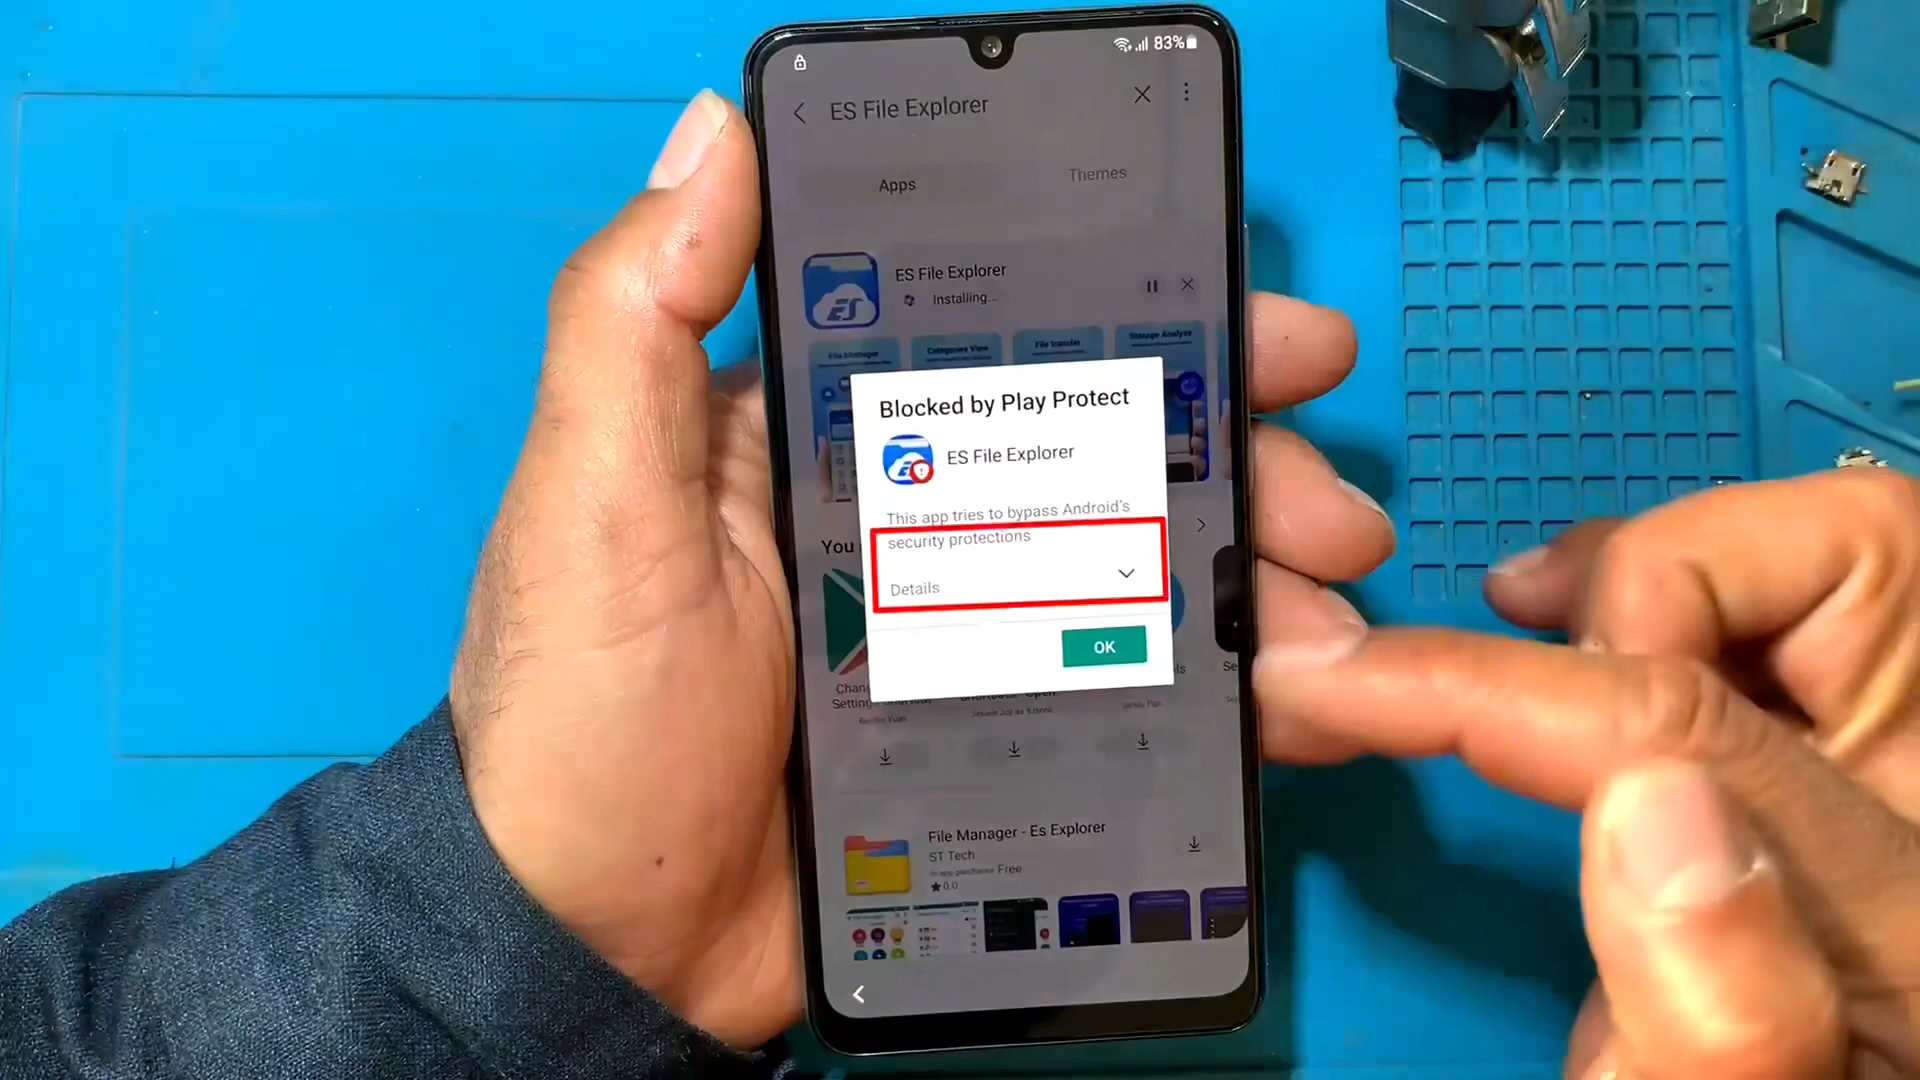 83%
ES File Explorer
Apps
Themes
ES File Explorer
Installing...
File Manager
Categories View
File transfer
Storage Analyze
Blocked by Play Protect
ES File Explorer
This app tries to bypass Android's
security protections
Details
You
OK
Se
File Manager - Es Explorer
ST Tech
In-app purchases Free
0.0